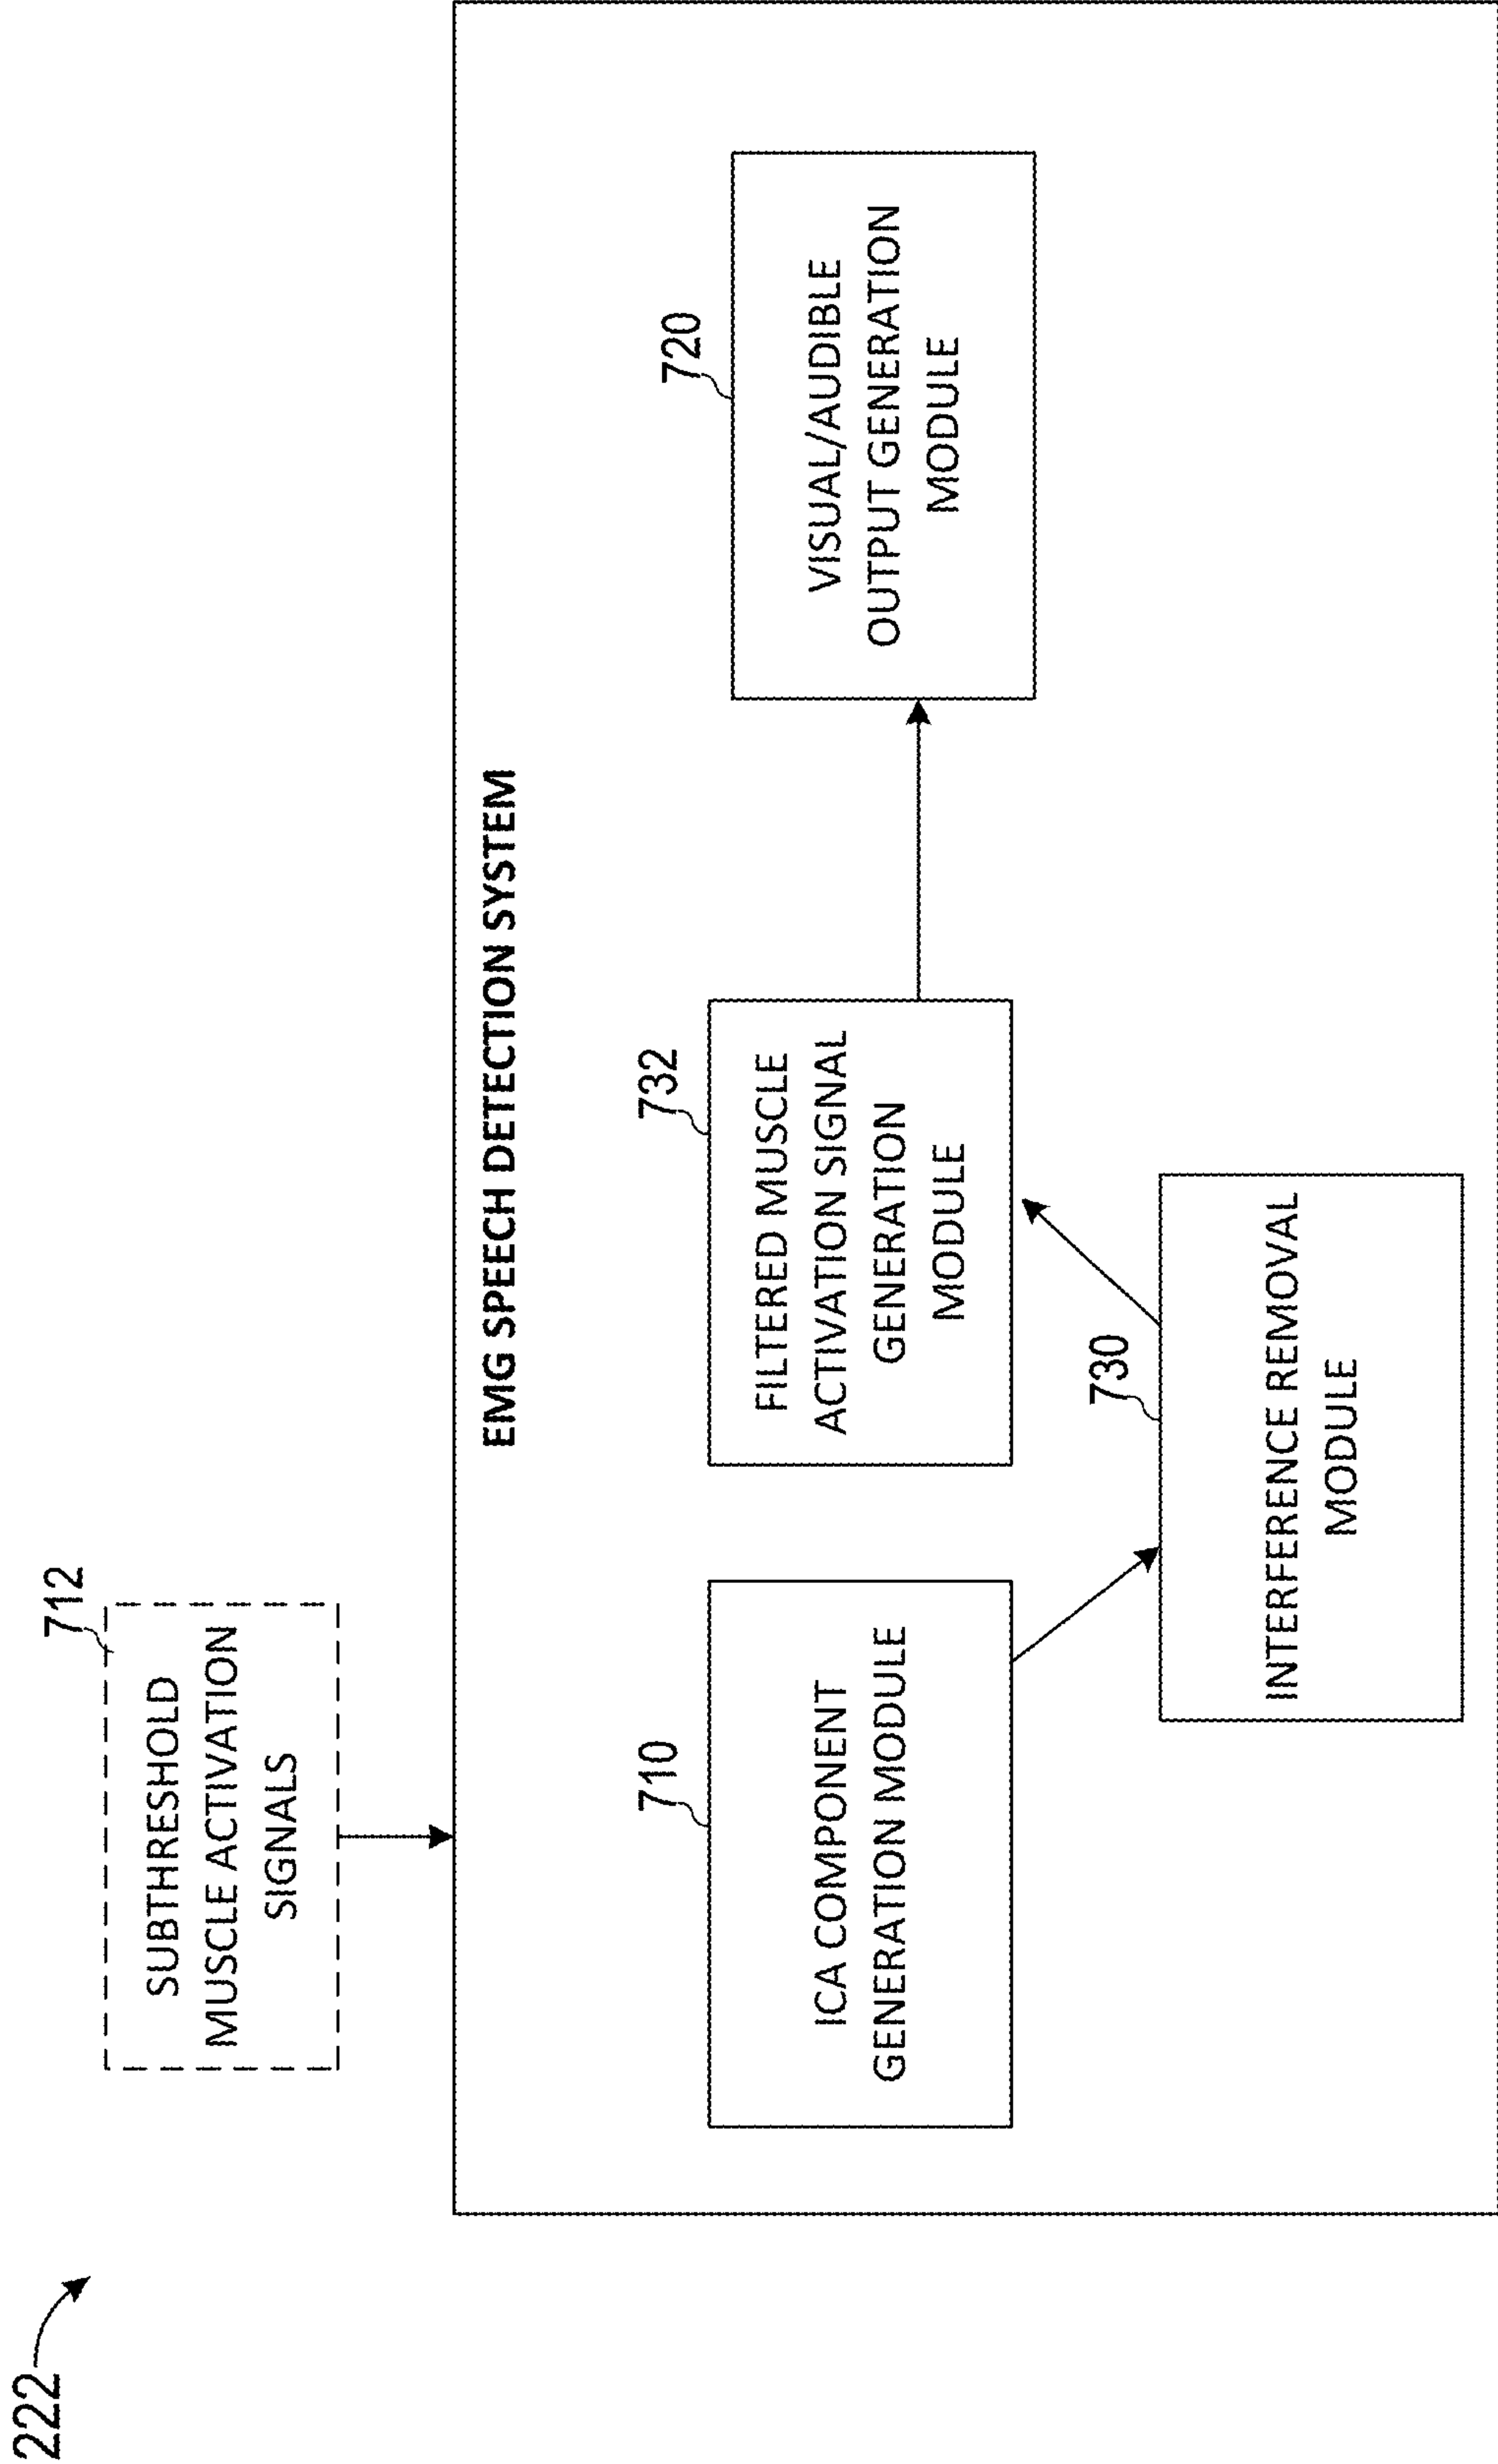 222
712
SUBTHRESHOLD
MUSCLE ACTIVATION
SIGNALS
EMG SPEECH DETECTION SYSTEM
710
ICA COMPONENT
GENERATION MODULE
732
FILTERED MUSCLE
ACTIVATION SIGNAL
GENERATION
MODULE
720
VISUAL/AUDIBLE
OUTPUT GENERATION
MODULE
730
INTERFERENCE REMOVAL
MODULE